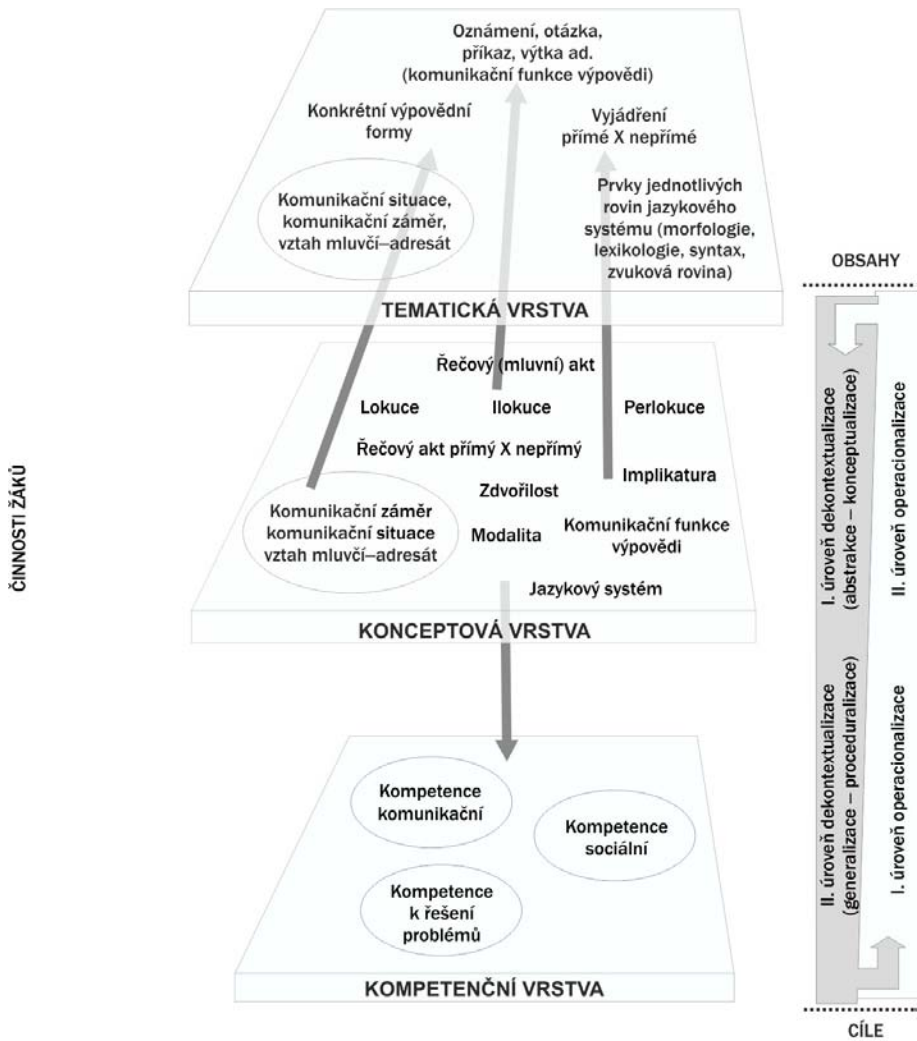 Oznámení, otázka,
příkaz, výtka ad.
(komunikační funkce výpovědi)
Konkrétní výpovědní
formy
Vyjádření
přímé X nepřímé
Komunikační situace,
komunikační záměr,
vztah mluvčí–adresát
Prvky jednotlivých
rovin jazykového
systému (morfologie,
lexikologie, syntax,
zvuková rovina)
TEMATICKÁ VRSTVA
Řečový (mluvní) akt
Lokuce
Ilokuce
Perlokuce
Řečový akt přímý X nepřímý
Implikatura
Zdvořilost
Komunikační záměr
komunikační situace
vztah mluvčí–adresát
Modalita
Komunikační funkce
výpovědi
Jazykový systém
KONCEPTOVÁ VRSTVA
Kompetence
komunikační
Kompetence
sociální
Kompetence
k řešení
problémů
KOMPETENČNÍ VRSTVA
ČINNOSTI ŽÁKŮ
OBSAHY
I. úroveň dekontextualizace
(abstrakce – konceptualizace)
II. úroveň operacionalizace
II. úroveň dekontextualizace
(generalizace – proceduralizace)
I. úroveň operacionalizace
CÍLE